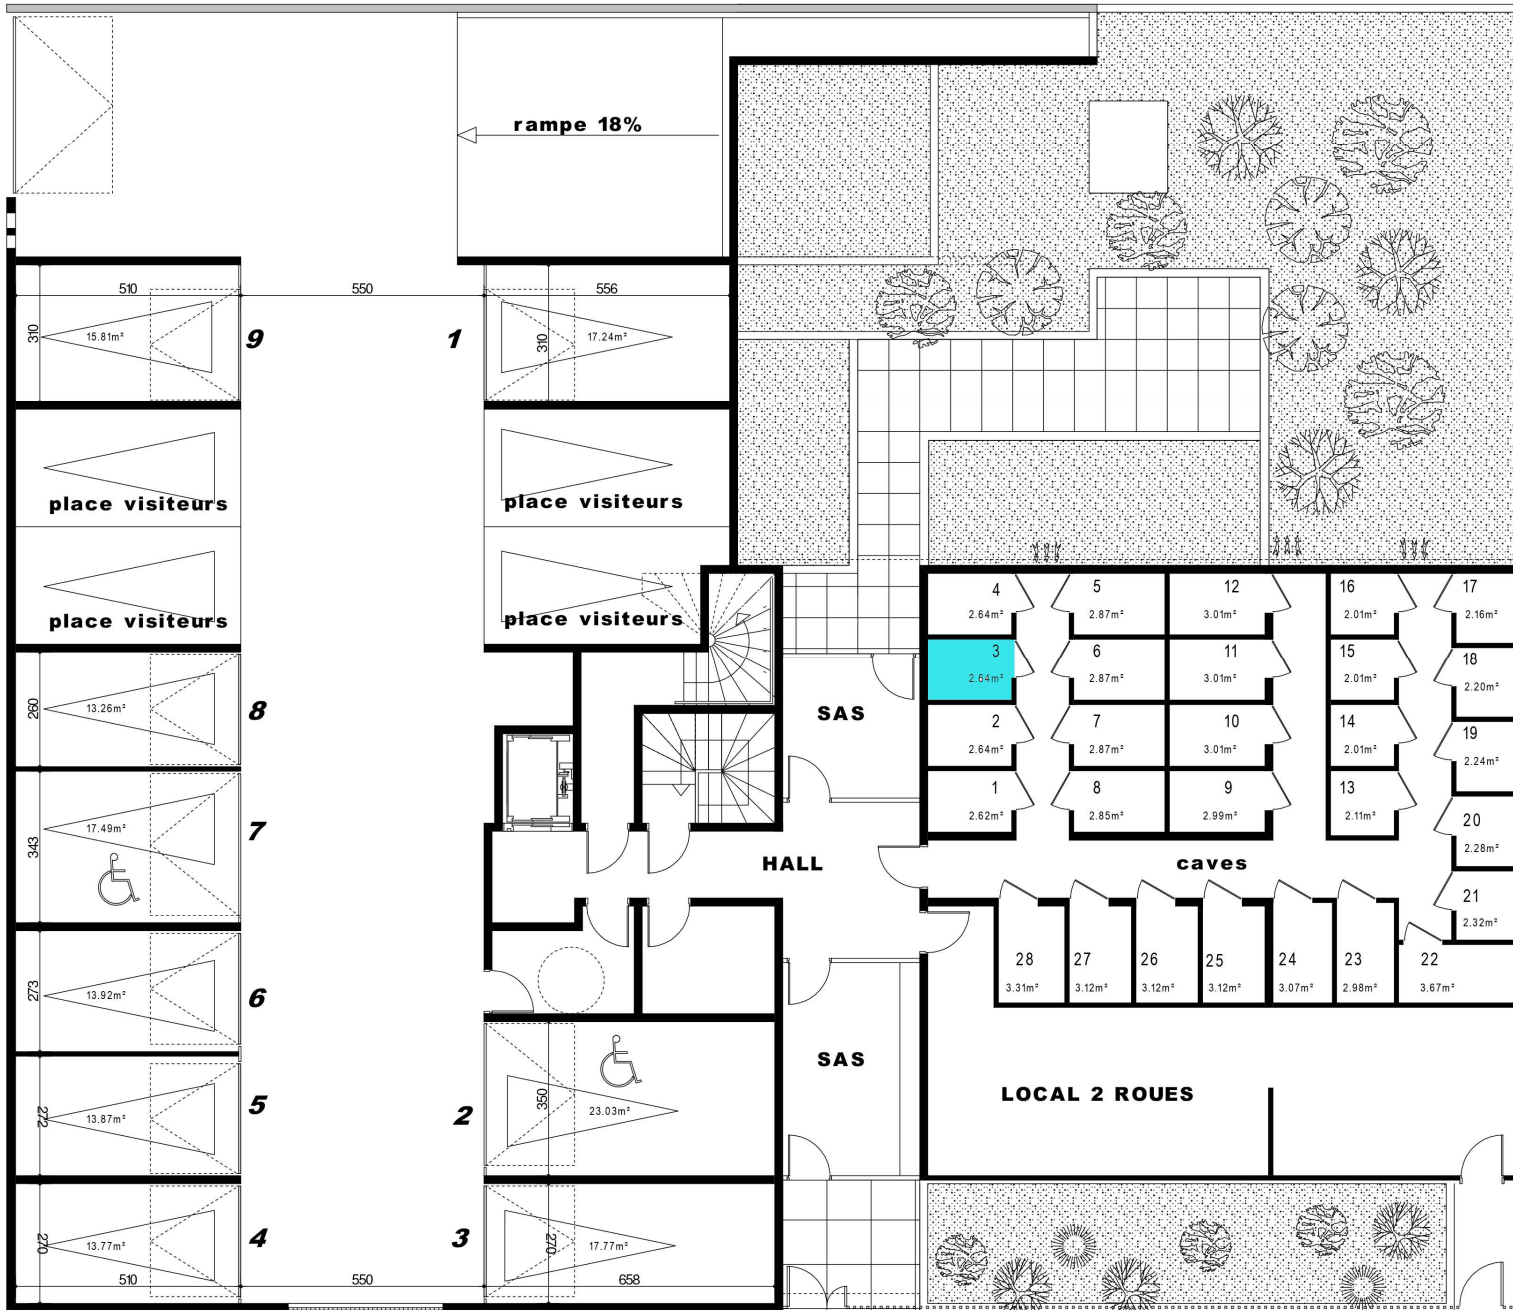 rampe 18%
510
550
556
310
15.81m²
9
1
310
17.24m²
place visiteurs
place visiteurs
place visiteurs
place visiteurs
260
13.26m²
8
343
17.49m²
7
273
13.92m²
6
272
13.87m²
5
2
350
23.03m²
270
13.77m²
4
3
270
17.77m²
510
550
658
SAS
HALL
SAS
caves
LOCAL 2 ROUES
4
2.64m²
5
2.87m²
12
3.01m²
16
2.01m²
17
2.16m²
3
2.64m²
6
2.87m²
11
3.01m²
15
2.01m²
18
2.20m²
2
2.64m²
7
2.87m²
10
3.01m²
14
2.01m²
19
2.24m²
1
2.62m²
8
2.85m²
9
2.99m²
13
2.11m²
20
2.28m²
21
2.32m²
28
3.31m²
27
3.12m²
26
3.12m²
25
3.12m²
24
3.07m²
23
2.98m²
22
3.67m²